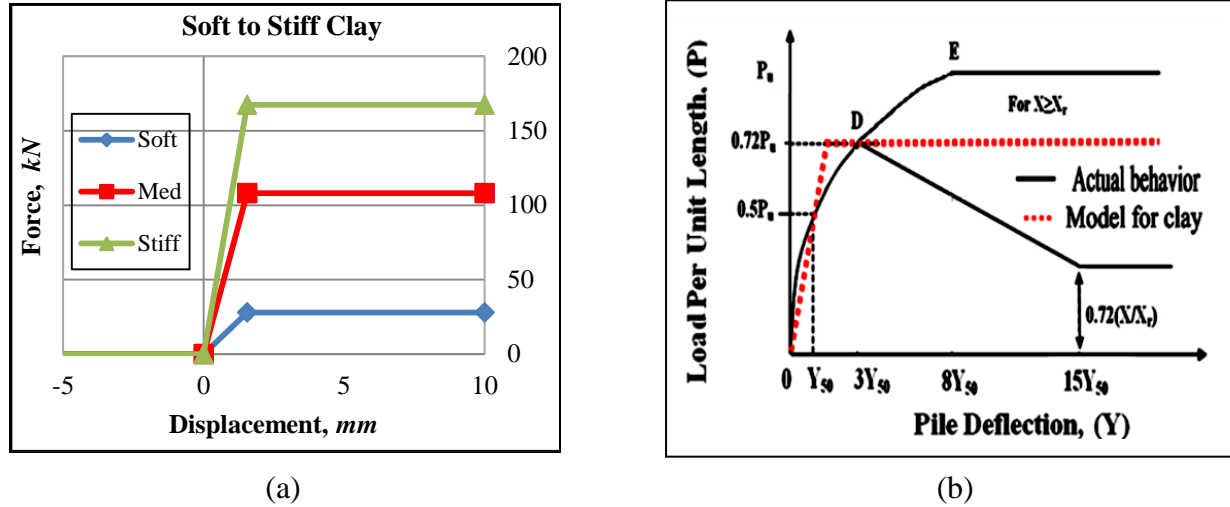 Soft to Stiff Clay
200
150
100
50
0
Force, kN
Soft
Med
Stiff
-5 0 5 10
Displacement, mm
(a)
Load Per Unit Length, (P)
Pᵤ
0.72Pᵤ
0.5Pᵤ
E
D
For X≥Xᵣ
Actual behavior
Model for clay
0.72(X/Xᵣ)
0 Y₅₀ 3Y₅₀ 8Y₅₀ 15Y₅₀
Pile Deflection, (Y)
(b)